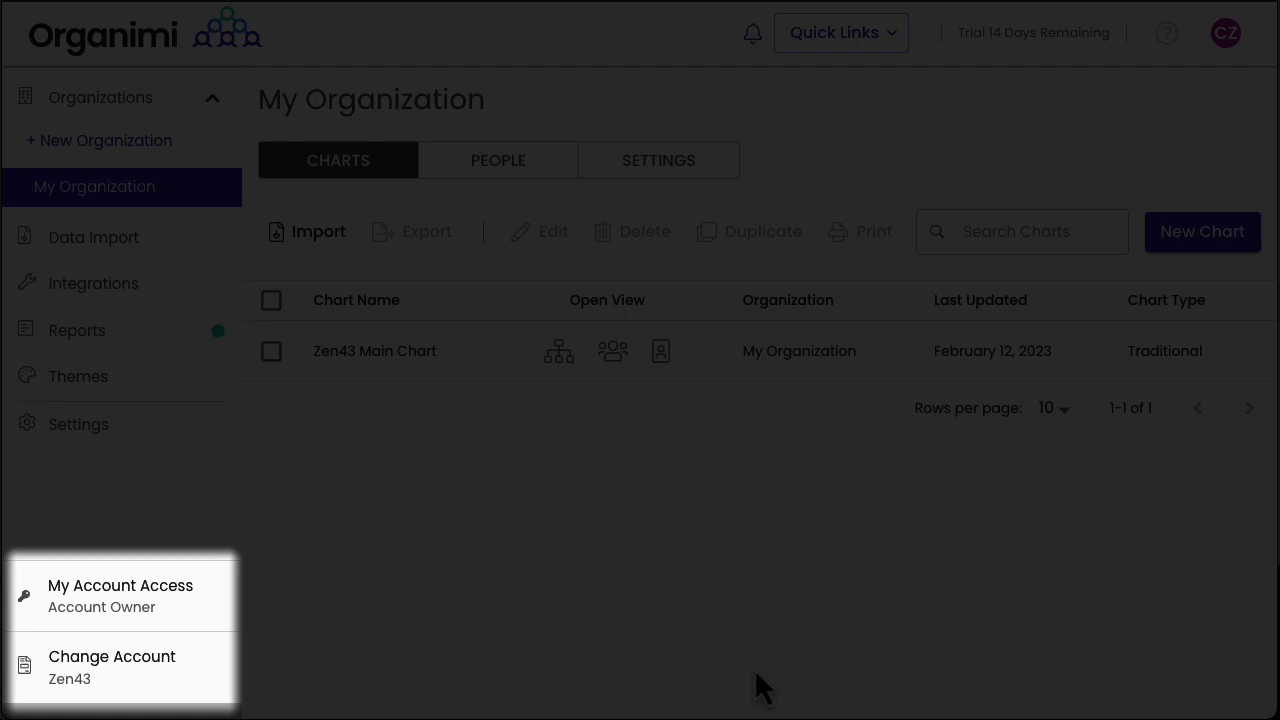 Organimi
Quick Links
Trial 14 Days Remaining
?
CZ
Organizations
+ New Organization
My Organization
Data Import
Integrations
Reports
Themes
Settings
My Account Access
Account Owner
Change Account
Zen43
My Organization
CHARTS PEOPLE SETTINGS
Import Export Edit Delete Duplicate Print Search Charts New Chart
Chart Name Open View Organization Last Updated Chart Type
Zen43 Main Chart My Organization February 12, 2023 Traditional
Rows per page: 10 1-1 of 1